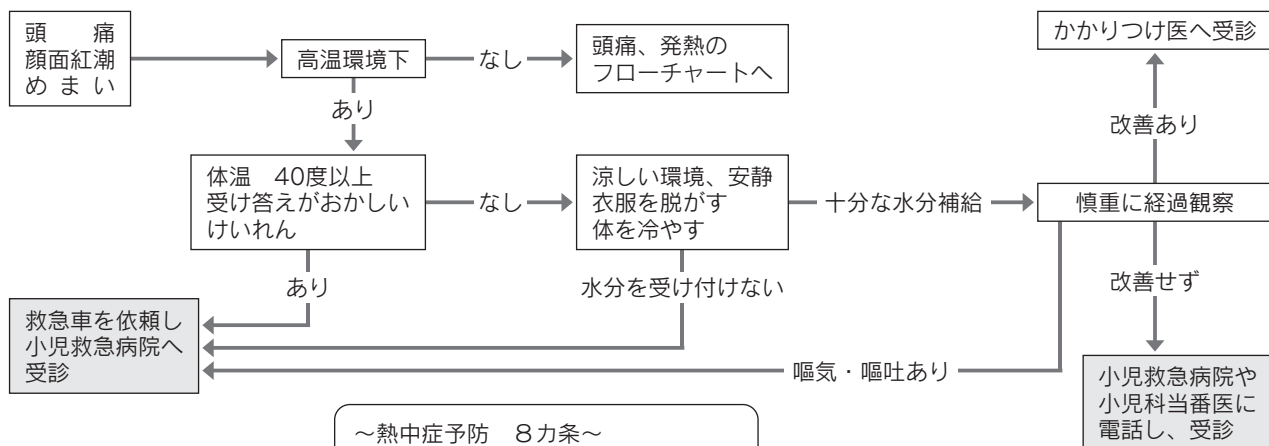 頭　　痛
顔面紅潮
め ま い
高温環境下
なし
頭痛、発熱の
フローチャートへ
かかりつけ医へ受診
あり
改善あり
体温　40度以上
受け答えがおかしい
けいれん
なし
涼しい環境、安静
衣服を脱がす
体を冷やす
十分な水分補給
慎重に経過観察
あり
水分を受け付けない
改善せず
救急車を依頼し
小児救急病院へ
受診
嘔気・嘔吐あり
小児救急病院や
小児科当番医に
電話し、受診
～熱中症予防　８カ条～